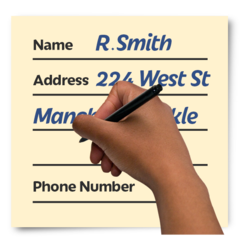 Name R.Smith
Address 224 West St
Phone Number